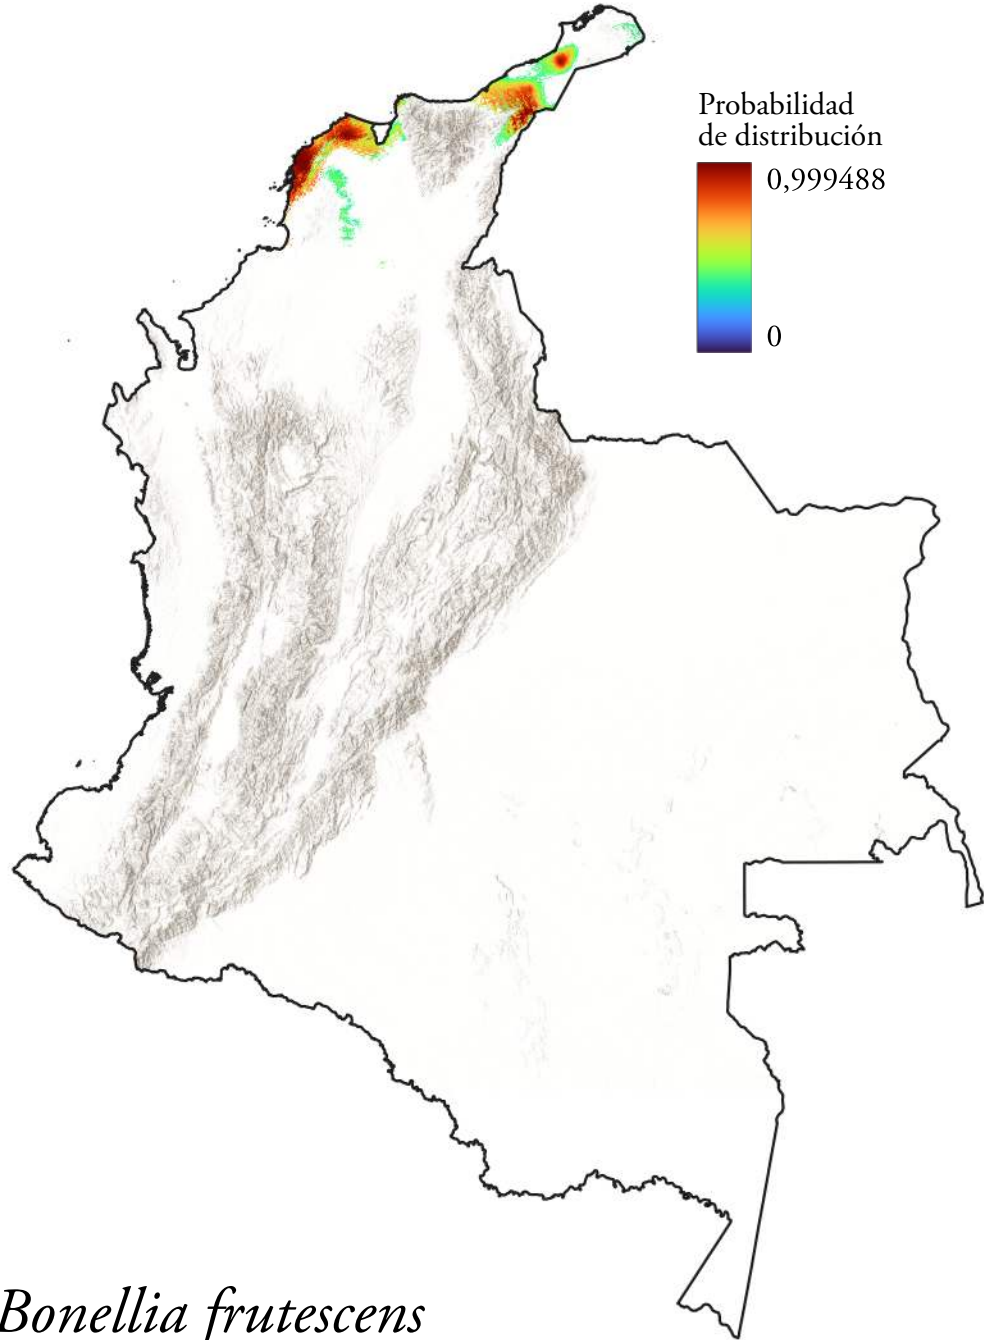 Probabilidad
de distribución
0,999488
0
Bonellia frutescens